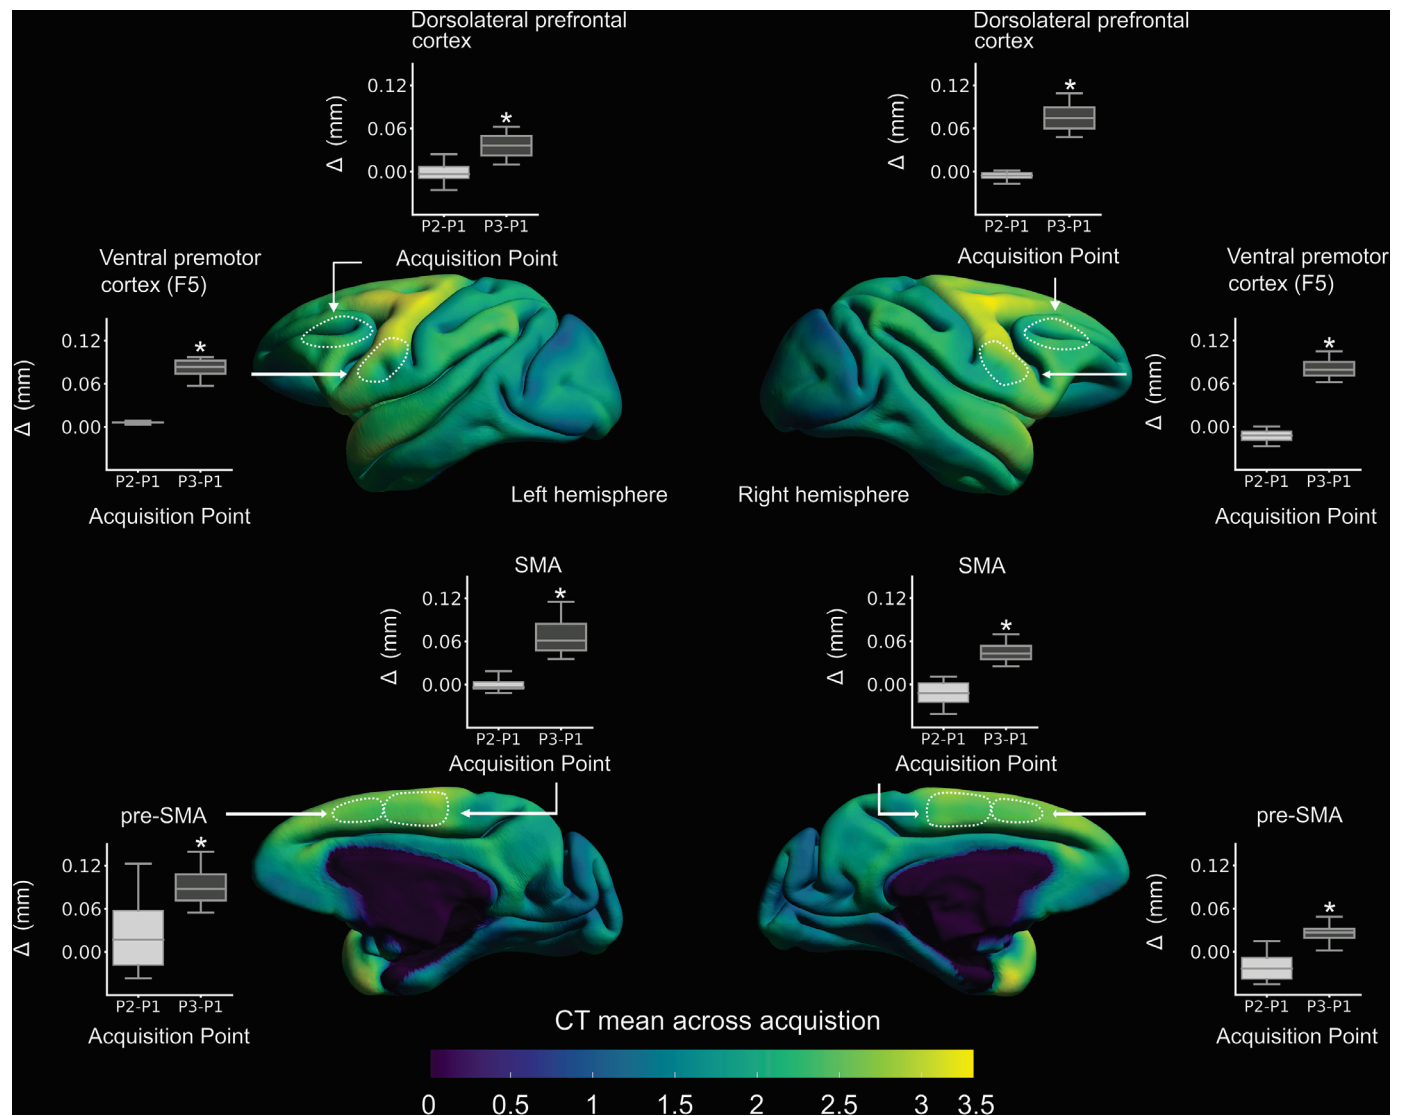 Dorsolateral prefrontal
cortex
Δ (mm)
0.12
0.06
0.00
*
P2-P1 P3-P1
Acquisition Point
Dorsolateral prefrontal
cortex
Δ (mm)
0.12
0.06
0.00
*
P2-P1 P3-P1
Acquisition Point
Ventral premotor
cortex (F5)
Δ (mm)
0.12
0.06
0.00
*
P2-P1 P3-P1
Acquisition Point
Ventral premotor
cortex (F5)
Δ (mm)
0.12
0.06
0.00
*
P2-P1 P3-P1
Acquisition Point
Left hemisphere
Right hemisphere
SMA
Δ (mm)
0.12
0.06
0.00
*
P2-P1 P3-P1
Acquisition Point
SMA
Δ (mm)
0.12
0.06
0.00
*
P2-P1 P3-P1
Acquisition Point
pre-SMA
Δ (mm)
0.12
0.06
0.00
*
P2-P1 P3-P1
Acquisition Point
pre-SMA
Δ (mm)
0.12
0.06
0.00
*
P2-P1 P3-P1
Acquisition Point
CT mean across acquistion
0 0.5 1 1.5 2 2.5 3 3.5